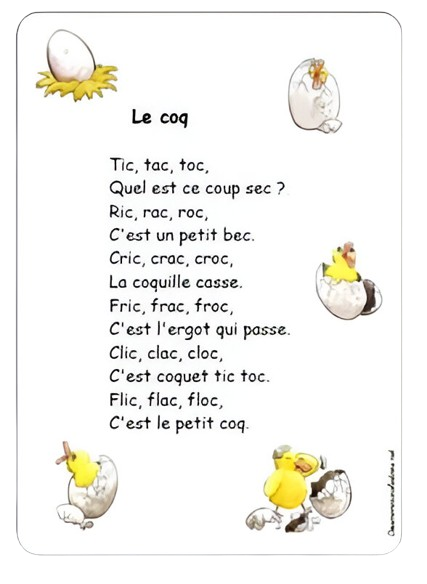 Le coq
Tic, tac, toc,
Quel est ce coup sec ?
Ric, rac, roc,
C'est un petit bec.
Cric, crac, croc,
La coquille casse.
Fric, frac, froc,
C'est l'ergot qui passe.
Clic, clac, cloc,
C'est coquet tic toc.
Flic, flac, floc,
C'est le petit coq.